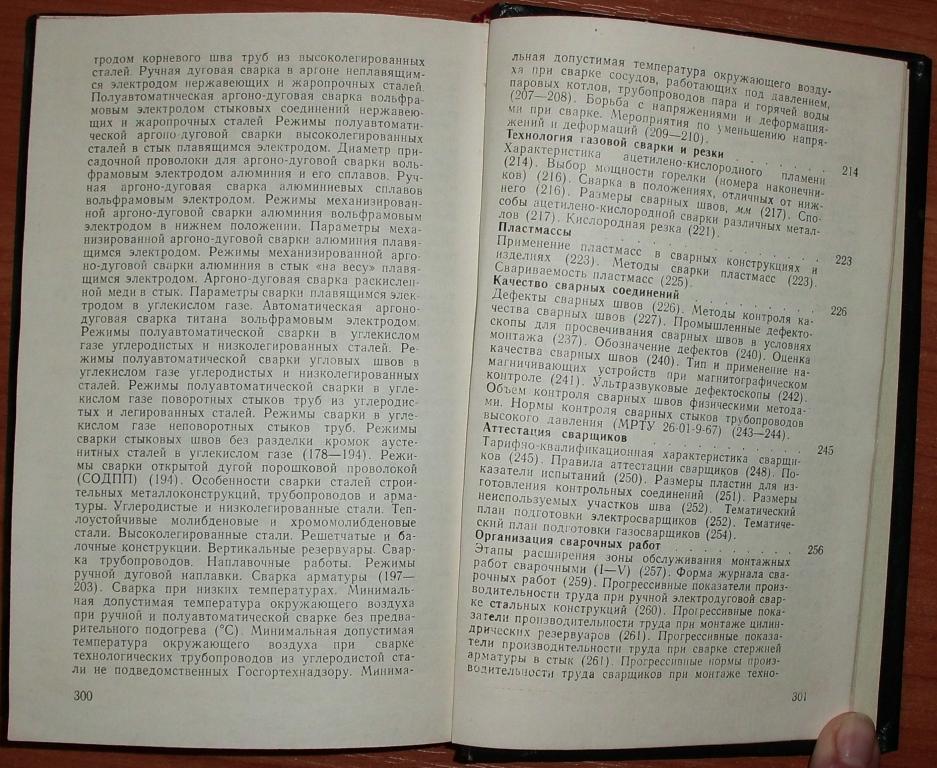 тродом корневого шва труб из высоколегированных
сталей. Ручная дуговая сварка в аргоне неплавящим-
ся электродом нержавеющих и жаропрочных сталей.
Полуавтоматическая аргоно-дуговая сварка вольфра-
мовым электродом стыковых соединений нержавею-
щих и жаропрочных сталей Режимы полуавтомати-
ческой аргоно-дуговой сварки высоколегированных
сталей в стык плавящимся электродом. Диаметр при-
садочной проволоки для аргоно-дуговой сварки воль-
фрамовым электродом алюминия и его сплавов. Руч-
ная аргоно-дуговая сварка алюминиевых сплавов
вольфрамовым электродом. Режимы механизирован-
ной аргоно-дуговой сварки алюминия вольфрамовым
электродом в нижнем положении. Параметры меха-
низированной аргоно-дуговой сварки алюминия плавя-
щимся электродом. Режимы механизированной арго-
но-дуговой сварки алюминия в стык «на весу» плавя-
щимся электродом. Аргоно-дуговая сварка раскислен-
ной меди в стык. Параметры сварки плавящимся элек-
тродом в углекислом газе. Автоматическая аргоно-
дуговая сварка титана вольфрамовым электродом.
Режимы полуавтоматической сварки в углекислом
газе углеродистых и низколегированных сталей. Ре-
жимы полуавтоматической сварки угловых швов в
углекислом газе углеродистых и низколегированных
сталей. Режимы полуавтоматической сварки в угле-
кислом газе поворотных стыков труб из углеродис-
тых и легированных сталей. Режимы сварки в угле-
кислом газе неповоротных стыков труб. Режимы
сварки стыковых швов без разделки кромок аусте-
нитных сталей в углекислом газе (178—194). Режи-
мы сварки открытой дугой порошковой проволокой
(СОДПП) (194). Особенности сварки сталей строи-
тельных металлоконструкций, трубопроводов и арма-
туры. Углеродистые и низколегированные стали. Теп-
лоустойчивые молибденовые и хромомолибденовые
стали. Высоколегированные стали. Решетчатые и ба-
лочные конструкции. Вертикальные резервуары. Свар-
ка трубопроводов. Наплавочные работы. Режимы
ручной дуговой наплавки. Сварка арматуры (197—
203). Сварка при низких температурах. Минималь-
ная допустимая температура окружающего воздуха
при ручной и полуавтоматической сварке без предва-
рительного подогрева (°С). Минимальная допустимая
температура окружающего воздуха при сварке
технологических трубопроводов из углеродистой ста-
ли не подведомственных Госгортехнадзору. Минима-
300
льная допустимая температура окружающего возду-
ха при сварке сосудов, работающих под давлением,
паровых котлов, трубопроводов пара и горячей воды
(207—208). Борьба с напряжениями и деформация-
ми при сварке. Мероприятия по уменьшению напря-
жений и деформаций (209—210).
Технология газовой сварки и резки . . . . . . 214
Характеристика ацетилено-кислородного пламени
(214). Выбор мощности горелки (номера наконечни-
ков) (216). Сварка в положениях, отличных от ниж-
него (216). Размеры сварных швов, мм (217). Спо-
собы ацетилено-кислородной сварки различных метал-
лов (217). Кислородная резка (221).
Пластмассы . . . . . . . . . . . . . 223
Применение пластмасс в сварных конструкциях и
изделиях (223). Методы сварки пластмасс (223).
Свариваемость пластмасс (225).
Качество сварных соединений . . . . . . . . 226
Дефекты сварных швов (226). Методы контроля ка-
чества сварных швов (227). Промышленные дефекто-
скопы для просвечивания сварных швов в условиях
монтажа (237). Обозначение дефектов (240). Оценка
качества сварных швов (240). Тип и применение на-
магничивающих устройств при магнитографическом
контроле (241). Ультразвуковые дефектоскопы (242).
Объем контроля сварных швов физическими метода-
ми. Нормы контроля сварных стыков трубопроводов
высокого давления (МРТУ 26-01-9-67) (243—244).
Аттестация сварщиков . . . . . . . . . . 245
Тарифно-квалификационная характеристика сварщи-
ков (245). Правила аттестации сварщиков (248). По-
казатели испытаний (250). Размеры пластин для из-
готовления контрольных соединений (251). Размеры
неиспользуемых участков шва (252). Тематический
план подготовки электросварщиков (252). Тематиче-
ский план подготовки газосварщиков (254).
Организация сварочных работ . . . . . . . . 256
Этапы расширения зоны обслуживания монтажных
работ сварочными (I—V) (257). Форма журнала сва-
рочных работ (259). Прогрессивные показатели произ-
водительности труда при ручной электродуговой свар-
ке стальных конструкций (260). Прогрессивные пока-
затели производительности труда при монтаже цилин-
дрических резервуаров (261). Прогрессивные показа-
тели производительности труда при сварке стержней
арматуры в стык (261). Прогрессивные нормы произ-
водительности труда сварщиков при монтаже техно-
301